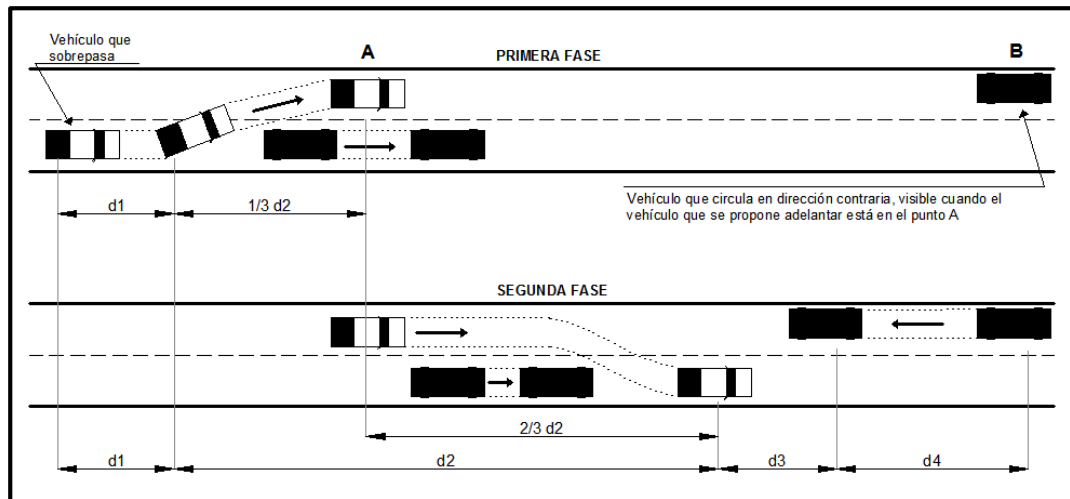 Vehículo que
sobrepasa
A
PRIMERA FASE
B
d1
1/3 d2
Vehículo que circula en dirección contraria, visible cuando el
vehículo que se propone adelantar está en el punto A
SEGUNDA FASE
2/3 d2
d1
d2
d3
d4